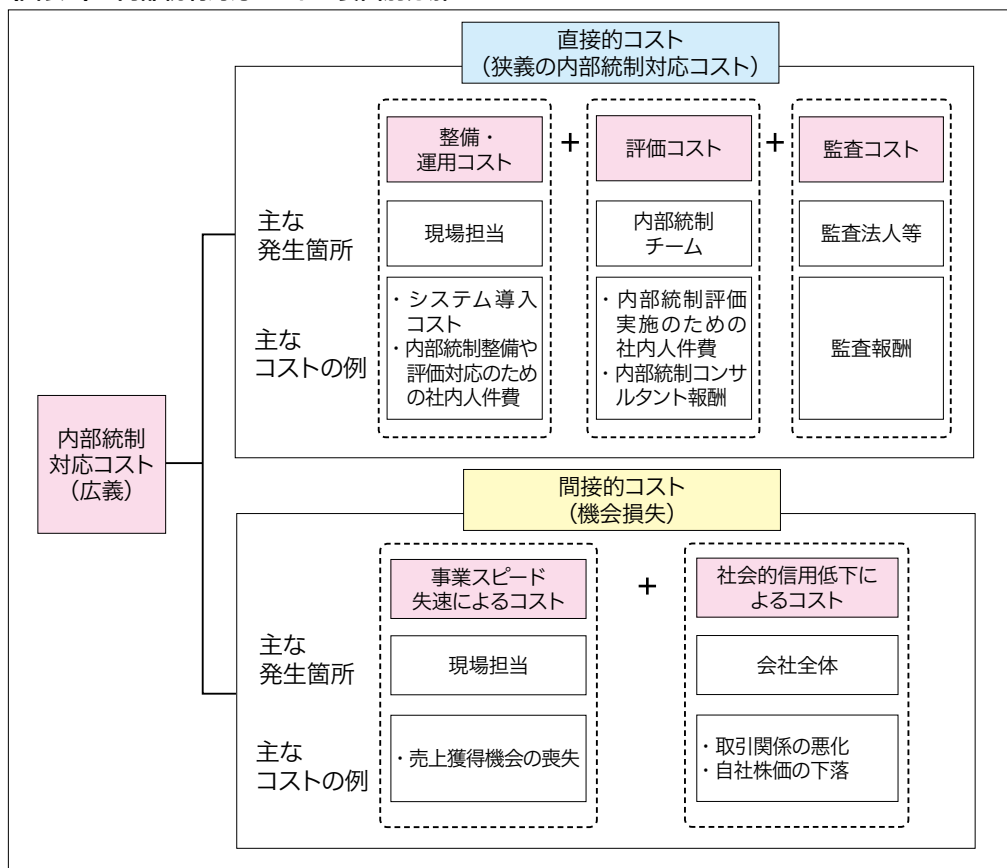 直接的コスト
（狭義の内部統制対応コスト）
整備・
運用コスト
+
評価コスト
+
監査コスト
主な
発生箇所
現場担当
内部統制
チーム
監査法人等
主な
コストの例
・システム導入
コスト
・内部統制整備や
評価対応のため
の社内人件費
・内部統制評価
実施のための
社内人件費
・内部統制コンサ
ルタント報酬
監査報酬
内部統制
対応コスト
（広義）
間接的コスト
（機会損失）
事業スピード
失速によるコスト
+
社会的信用低下に
よるコスト
主な
発生箇所
現場担当
会社全体
主な
コストの例
・売上獲得機会の喪失
・取引関係の悪化
・自社株価の下落